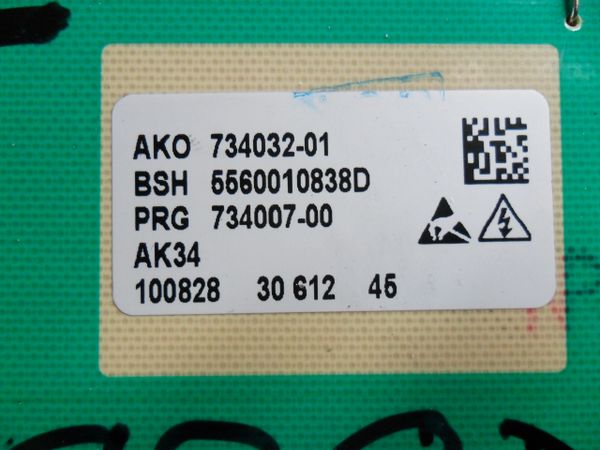 AKO 734032-01
BSH 5560010838D
PRG 734007-00
AK34
100828 30 612 45